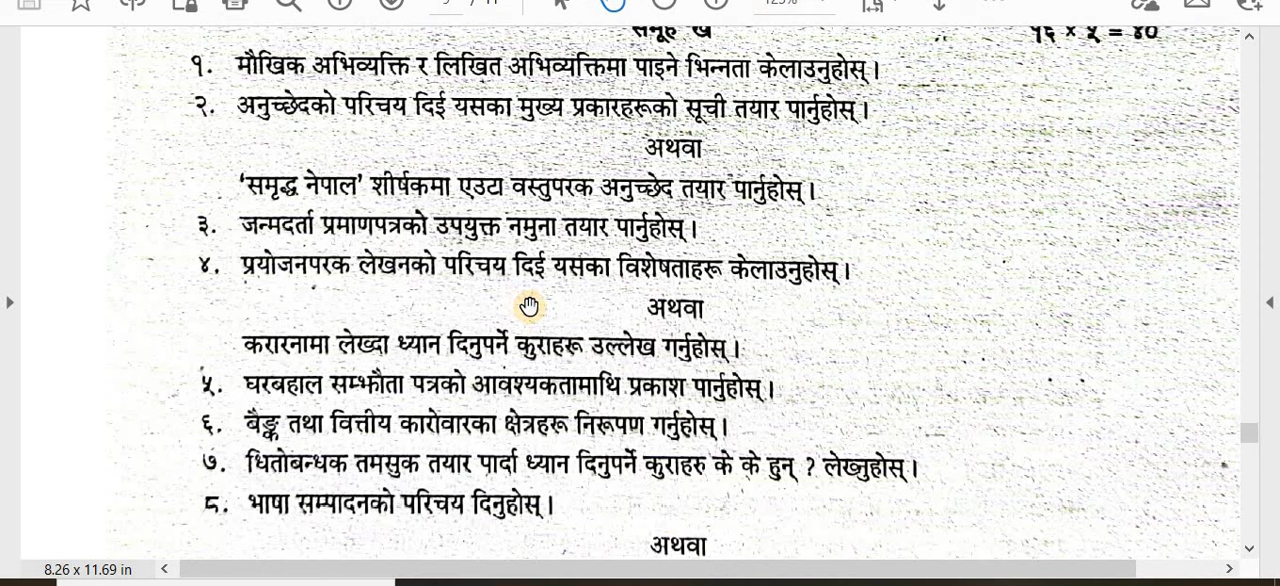 समूह ख
१. मौखिक अभिव्यक्ति र लिखित अभिव्यक्तिमा पाइने भिन्नता केलाउनुहोस् ।
२. अनुच्छेदको परिचय दिई यसका मुख्य प्रकारहरूको सूची तयार पार्नुहोस् ।
अथवा
‘समृद्ध नेपाल’ शीर्षकमा एउटा वस्तुपरक अनुच्छेद तयार पार्नुहोस् ।
३. जन्मदर्ता प्रमाणपत्रको उपयुक्त नमुना तयार पार्नुहोस् ।
४. प्रयोजनपरक लेखनको परिचय दिई यसका विशेषताहरू केलाउनुहोस् ।
अथवा
करारनामा लेख्दा ध्यान दिनुपर्ने कुराहरू उल्लेख गर्नुहोस् ।
५. घरबहाल सम्झौता पत्रको आवश्यकतामाथि प्रकाश पार्नुहोस् ।
६. बैङ्क तथा वित्तीय कारोवारका क्षेत्रहरू निरूपण गर्नुहोस् ।
७. धितोबन्धक तमसुक तयार पार्दा ध्यान दिनुपर्ने कुराहरु के के हुन् ? लेख्नुहोस् ।
८. भाषा सम्पादनको परिचय दिनुहोस् ।
अथवा
8.26 x 11.69 in